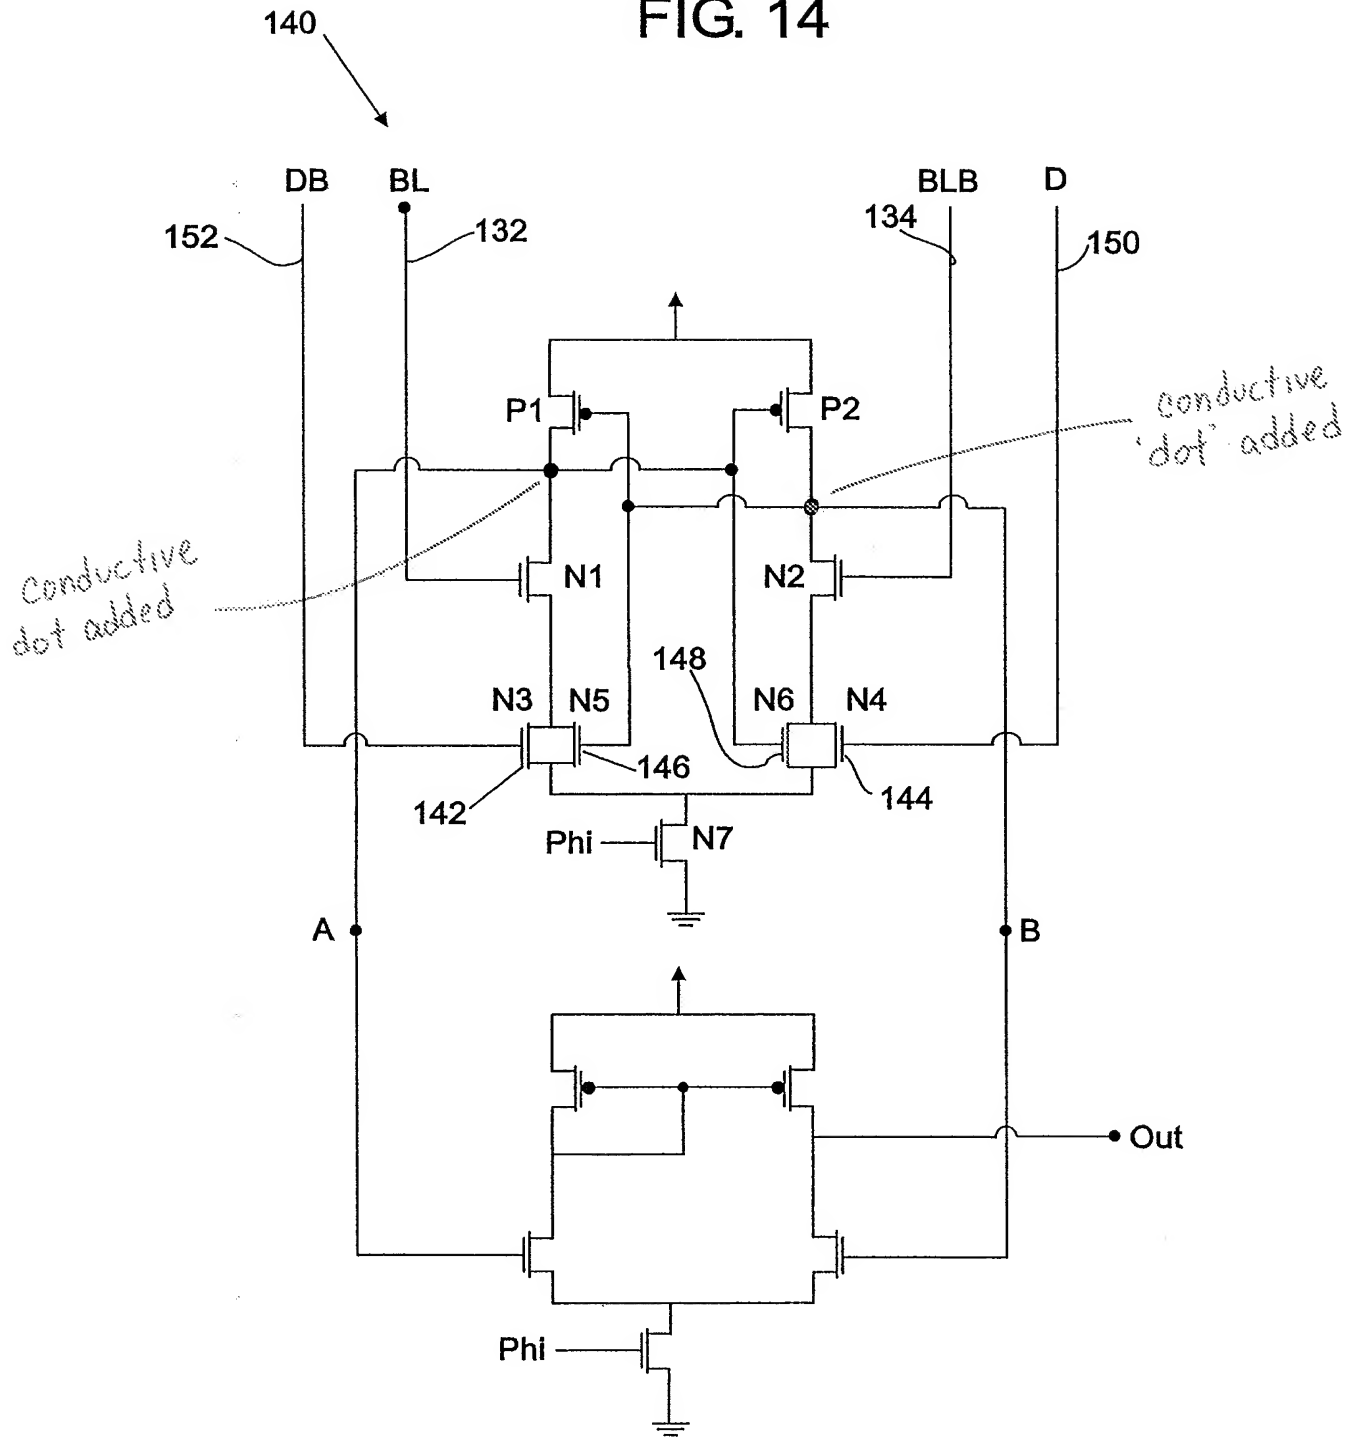 FIG. 14
140
DB BL BLB D
152 132 134 150
P1 P2
conductive
'dot' added
conductive
dot added
N1 N2
148
N3 N5 N6 N4
146
142 144
Phi N7
A B
Out
Phi